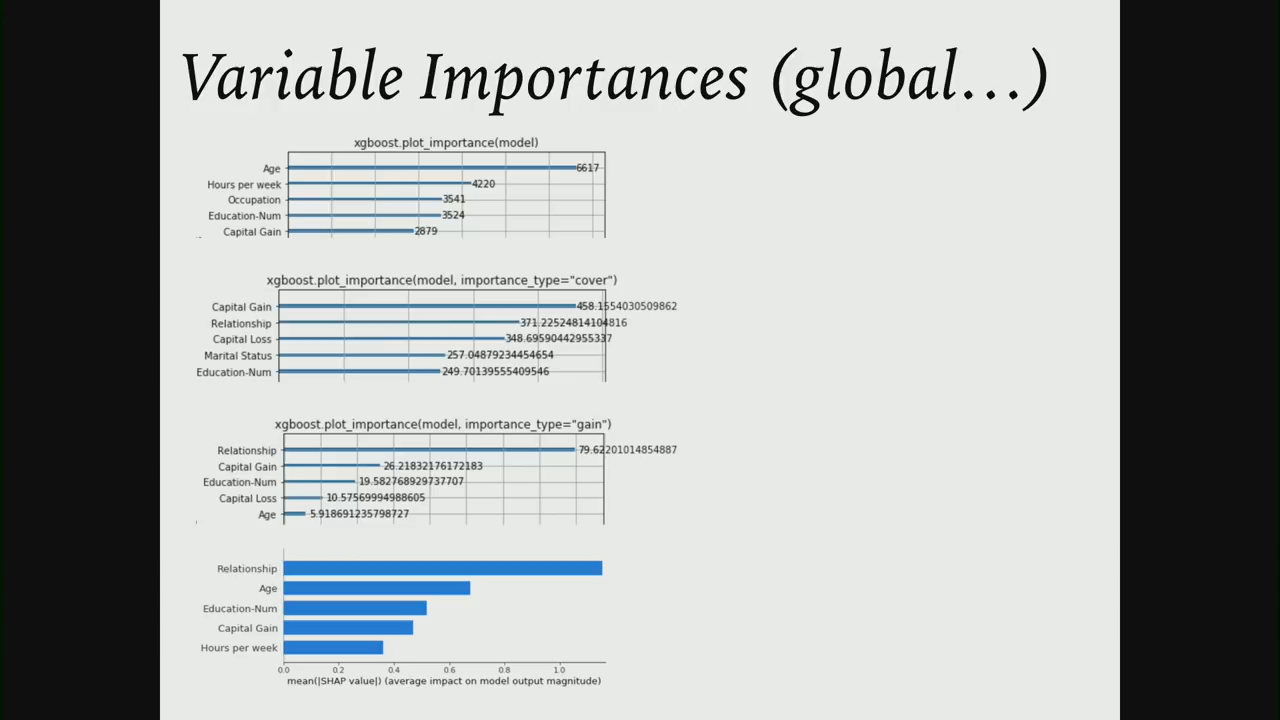 Variable Importances (global...)
xgboost.plot_importance(model)
Age 6617
Hours per week 4220
Occupation 3541
Education-Num 3524
Capital Gain 2879
xgboost.plot_importance(model, importance_type="cover")
Capital Gain 458.1554030509862
Relationship 371.22524814104816
Capital Loss 348.69590442955337
Marital Status 257.04879234454654
Education-Num 249.70139555409546
xgboost.plot_importance(model, importance_type="gain")
Relationship 79.62201014854887
Capital Gain 26.21832176172183
Education-Num 19.582768929737707
Capital Loss 10.57569994988605
Age 5.918691235798727
Relationship
Age
Education-Num
Capital Gain
Hours per week
0.0 0.2 0.4 0.6 0.8 1.0
mean(|SHAP value|) (average impact on model output magnitude)